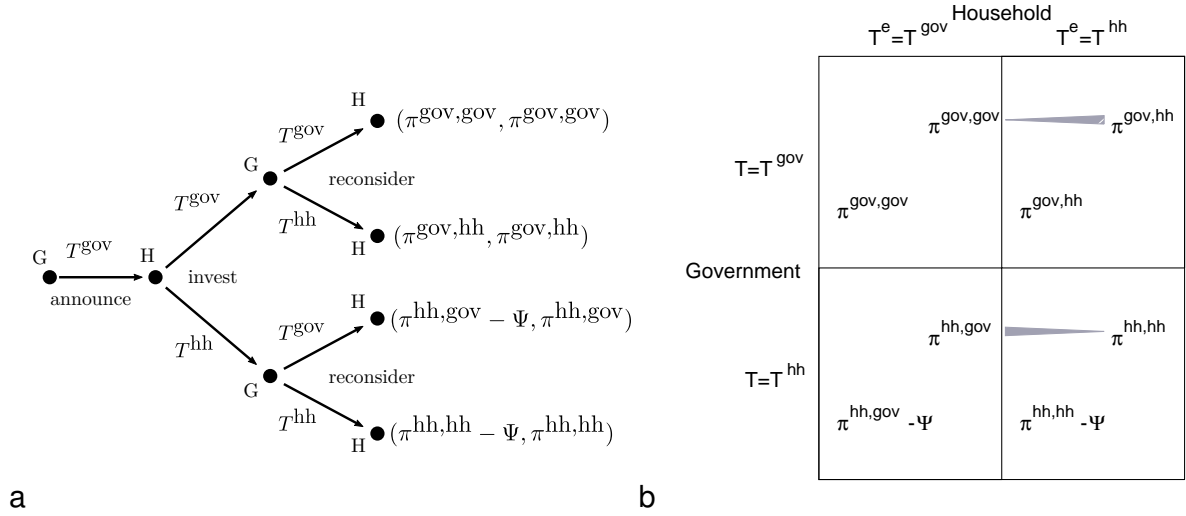 H
(π^gov,gov, π^gov,gov)
T^gov
G
reconsider
T^gov
T^hh
H
(π^gov,hh, π^gov,hh)
G
T^gov
H
announce
invest
H
(π^hh,gov − Ψ, π^hh,gov)
T^hh
T^gov
G
reconsider
T^hh
H
(π^hh,hh − Ψ, π^hh,hh)
a
Household
T^e=T^gov
T^e=T^hh
π^gov,gov
π^gov,hh
T=T^gov
π^gov,gov
π^gov,hh
Government
π^hh,gov
π^hh,hh
T=T^hh
π^hh,gov -Ψ
π^hh,hh -Ψ
b